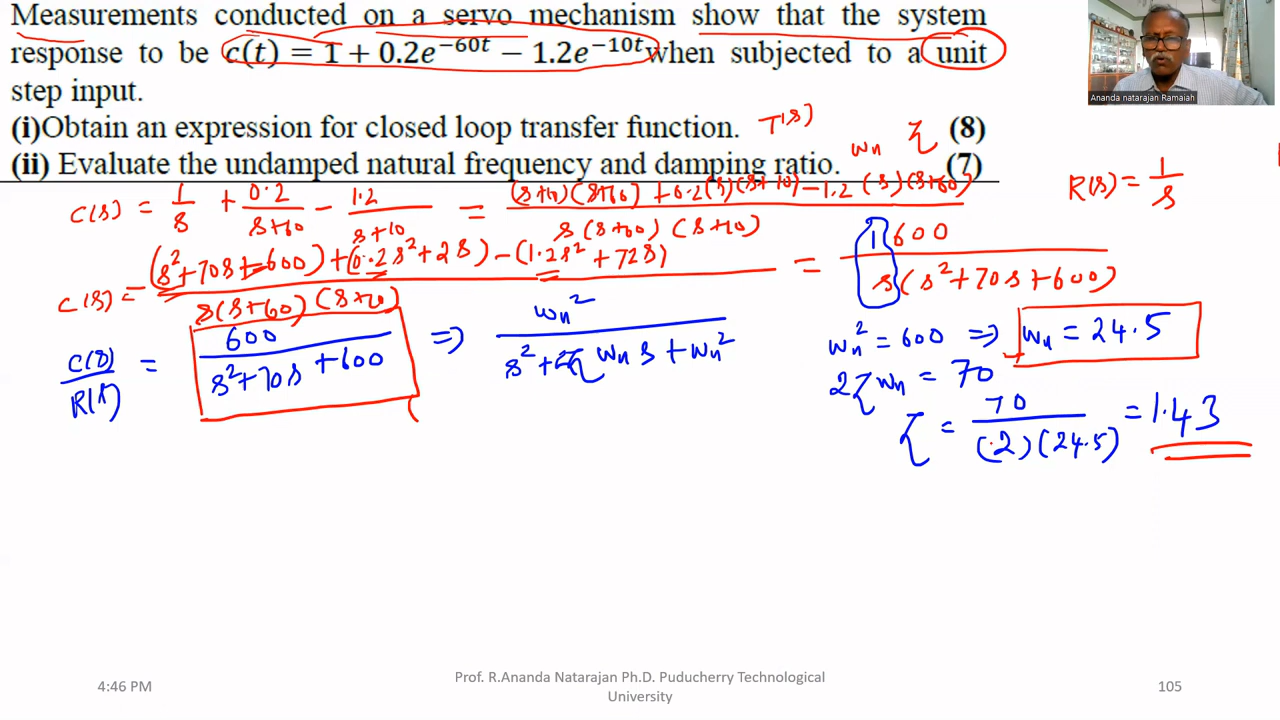 Measurements conducted on a servo mechanism show that the system
response to be c(t) = 1 + 0.2e^{−60t} − 1.2e^{−10t} when subjected to a unit
step input.
(i)Obtain an expression for closed loop transfer function. T(s) (8)
(ii) Evaluate the undamped natural frequency and damping ratio. ωn ζ (7)
Ananda natarajan Ramaiah
R(s) = 1/s
C(s) = 1/s + 0.2/(s+60) − 1.2/(s+10) = ((s+10)(s+60) + 0.2(s)(s+10) − 1.2(s)(s+60))/(s(s+60)(s+10))
C(s) = ((s²+70s+600) + (0.2s²+2s) − (1.2s²+72s))/(s(s+60)(s+10)) = 1 600/(s(s²+70s+600))
C(s)/R(s) = 600/(s²+70s+600) ⇒ ωn²/(s²+2ζωns+ωn²)
ωn² = 600 ⇒ ωn = 24.5
2ζωn = 70
ζ = 70/((2)(24.5)) = 1.43
4:46 PM
Prof. R.Ananda Natarajan Ph.D. Puducherry Technological
University
105